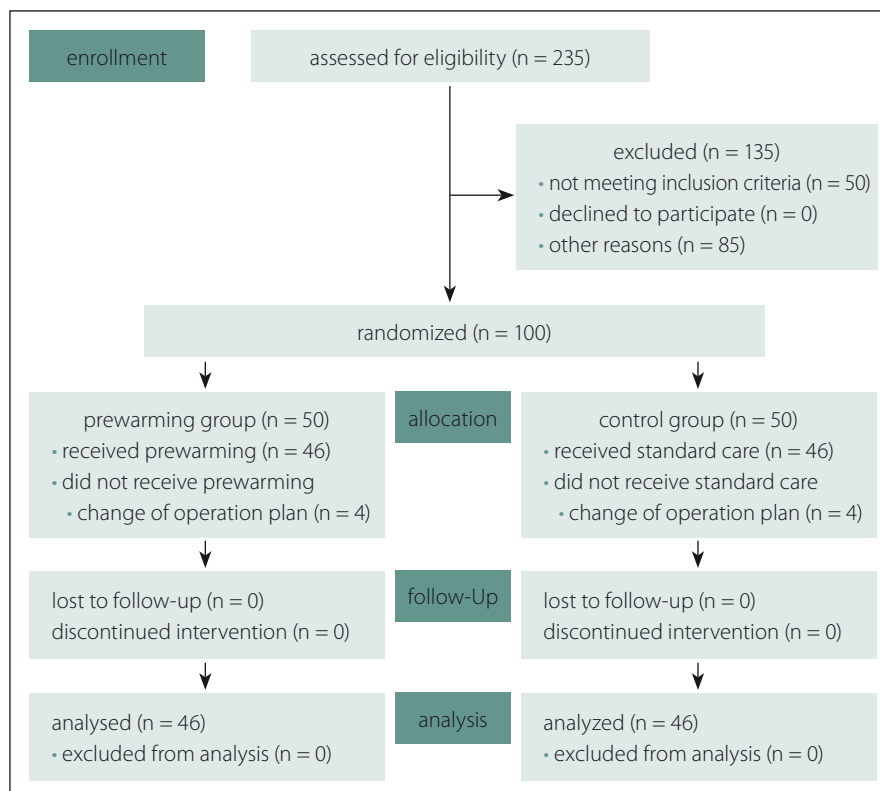 enrollment
assessed for eligibility (n = 235)
excluded (n = 135)
• not meeting inclusion criteria (n = 50)
• declined to participate (n = 0)
• other reasons (n = 85)
randomized (n = 100)
prewarming group (n = 50)
• received prewarming (n = 46)
• did not receive prewarming
• change of operation plan (n = 4)
allocation
control group (n = 50)
• received standard care (n = 46)
• did not receive standard care
• change of operation plan (n = 4)
lost to follow-up (n = 0)
discontinued intervention (n = 0)
follow-Up
lost to follow-up (n = 0)
discontinued intervention (n = 0)
analysed (n = 46)
• excluded from analysis (n = 0)
analysis
analyzed (n = 46)
• excluded from analysis (n = 0)